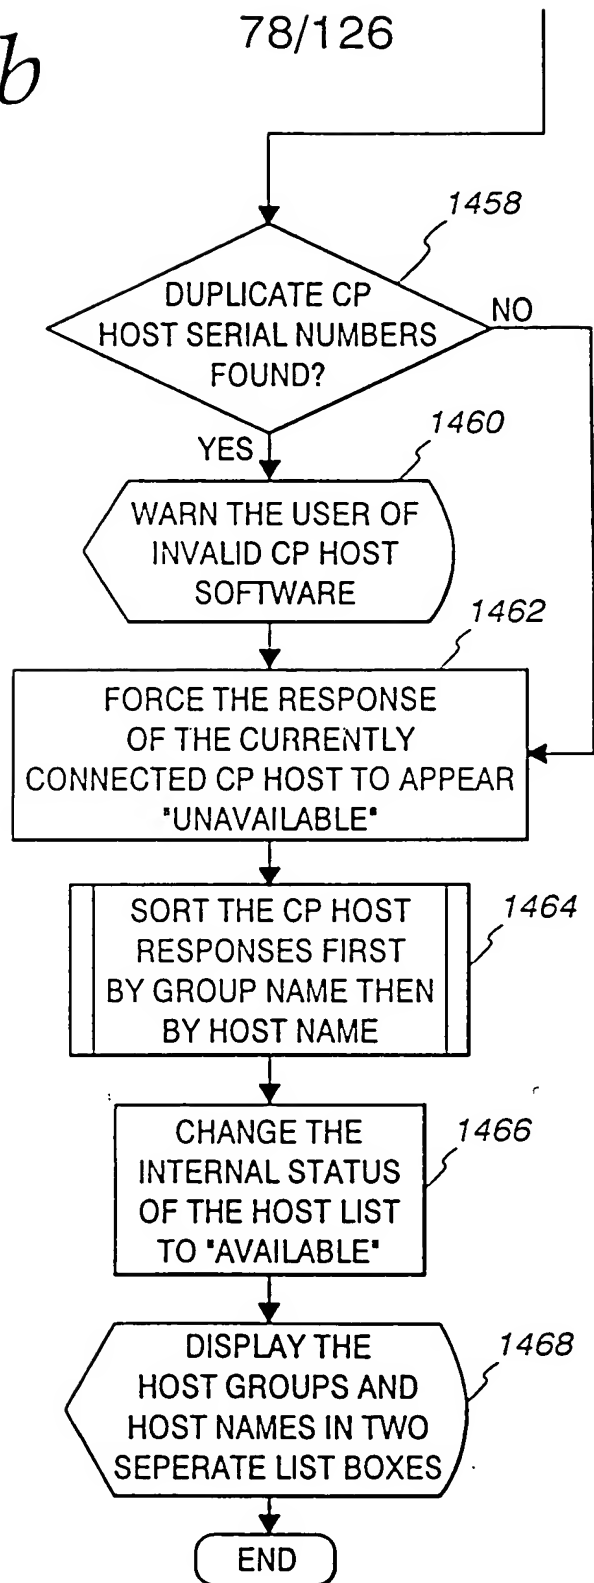 b
78/126
1458
DUPLICATE CP
HOST SERIAL NUMBERS
FOUND?
NO
YES
1460
WARN THE USER OF
INVALID CP HOST
SOFTWARE
1462
FORCE THE RESPONSE
OF THE CURRENTLY
CONNECTED CP HOST TO APPEAR
"UNAVAILABLE"
1464
SORT THE CP HOST
RESPONSES FIRST
BY GROUP NAME THEN
BY HOST NAME
1466
CHANGE THE
INTERNAL STATUS
OF THE HOST LIST
TO "AVAILABLE"
1468
DISPLAY THE
HOST GROUPS AND
HOST NAMES IN TWO
SEPERATE LIST BOXES
END